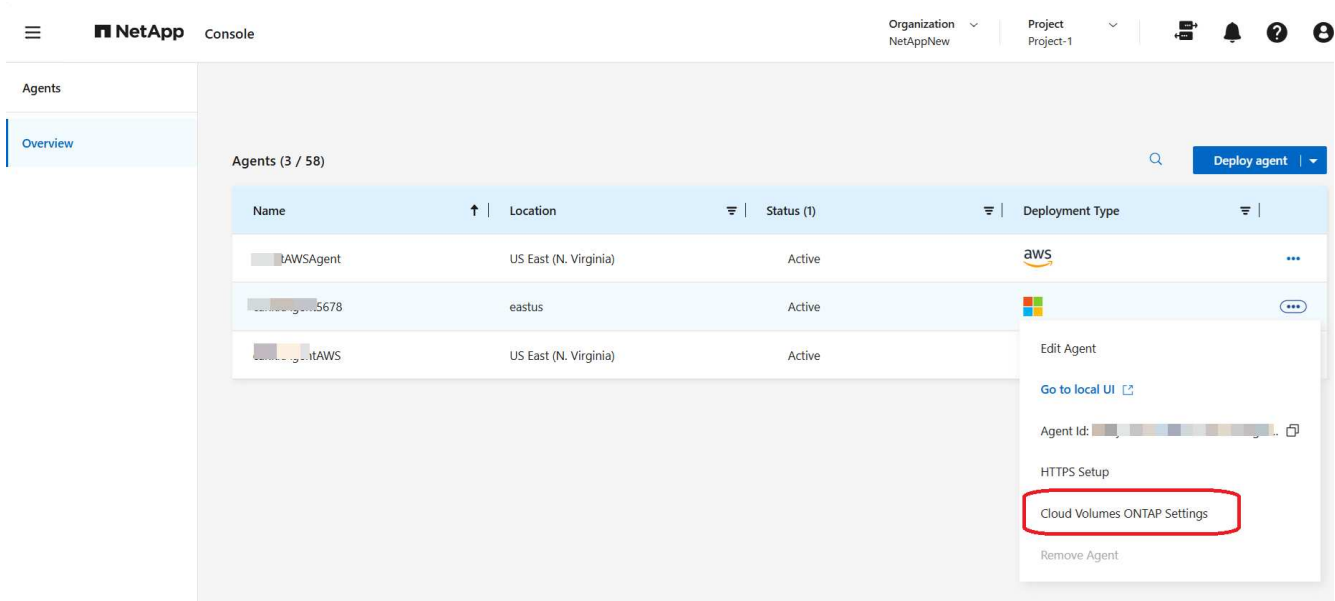 NetApp Console
Organization
NetAppNew
Project
Project-1
Agents
Overview
Agents (3 / 58)
Deploy agent
Name Location Status (1) Deployment Type
tAWSAgent US East (N. Virginia) Active aws
5678 eastus Active
ntAWS US East (N. Virginia) Active
Edit Agent
Go to local UI
Agent Id:
HTTPS Setup
Cloud Volumes ONTAP Settings
Remove Agent